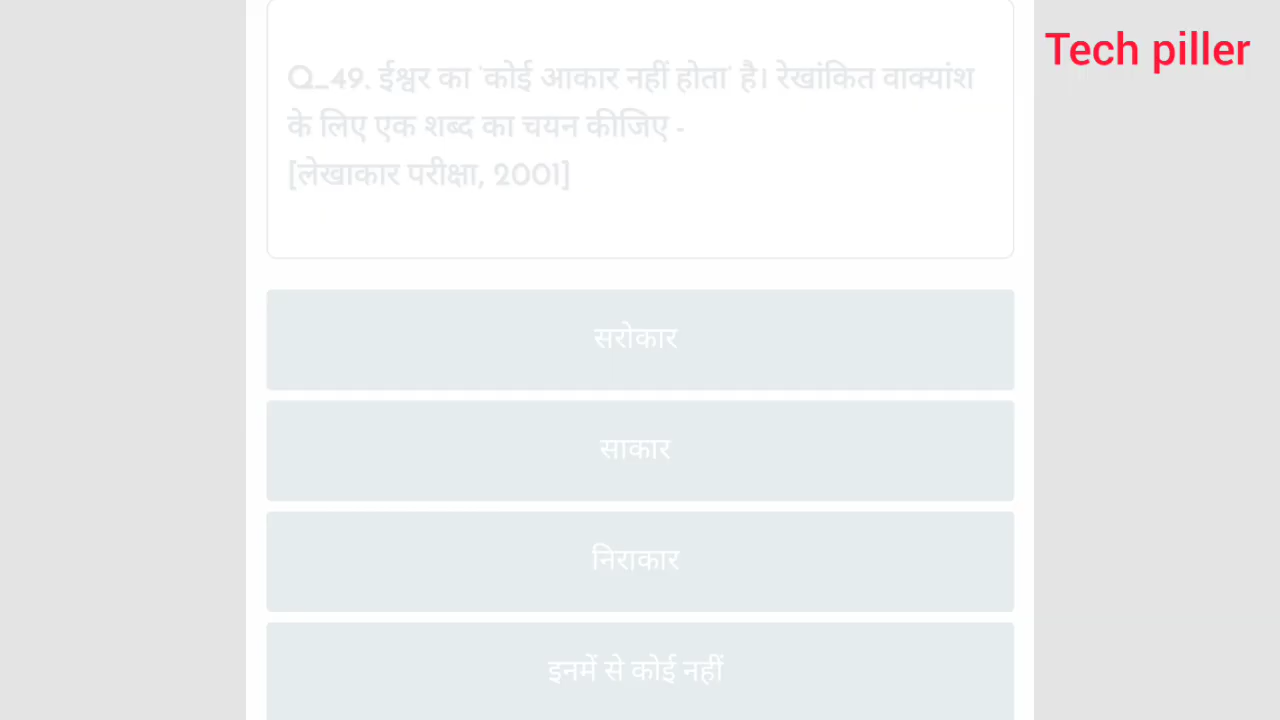 Tech piller
Q_49. ईश्वर का 'कोई आकार नहीं होता' है। रेखांकित वाक्यांश
के लिए एक शब्द का चयन कीजिए -
[लेखाकार परीक्षा, 2001]
सरोकार
साकार
निराकार
इनमें से कोई नहीं